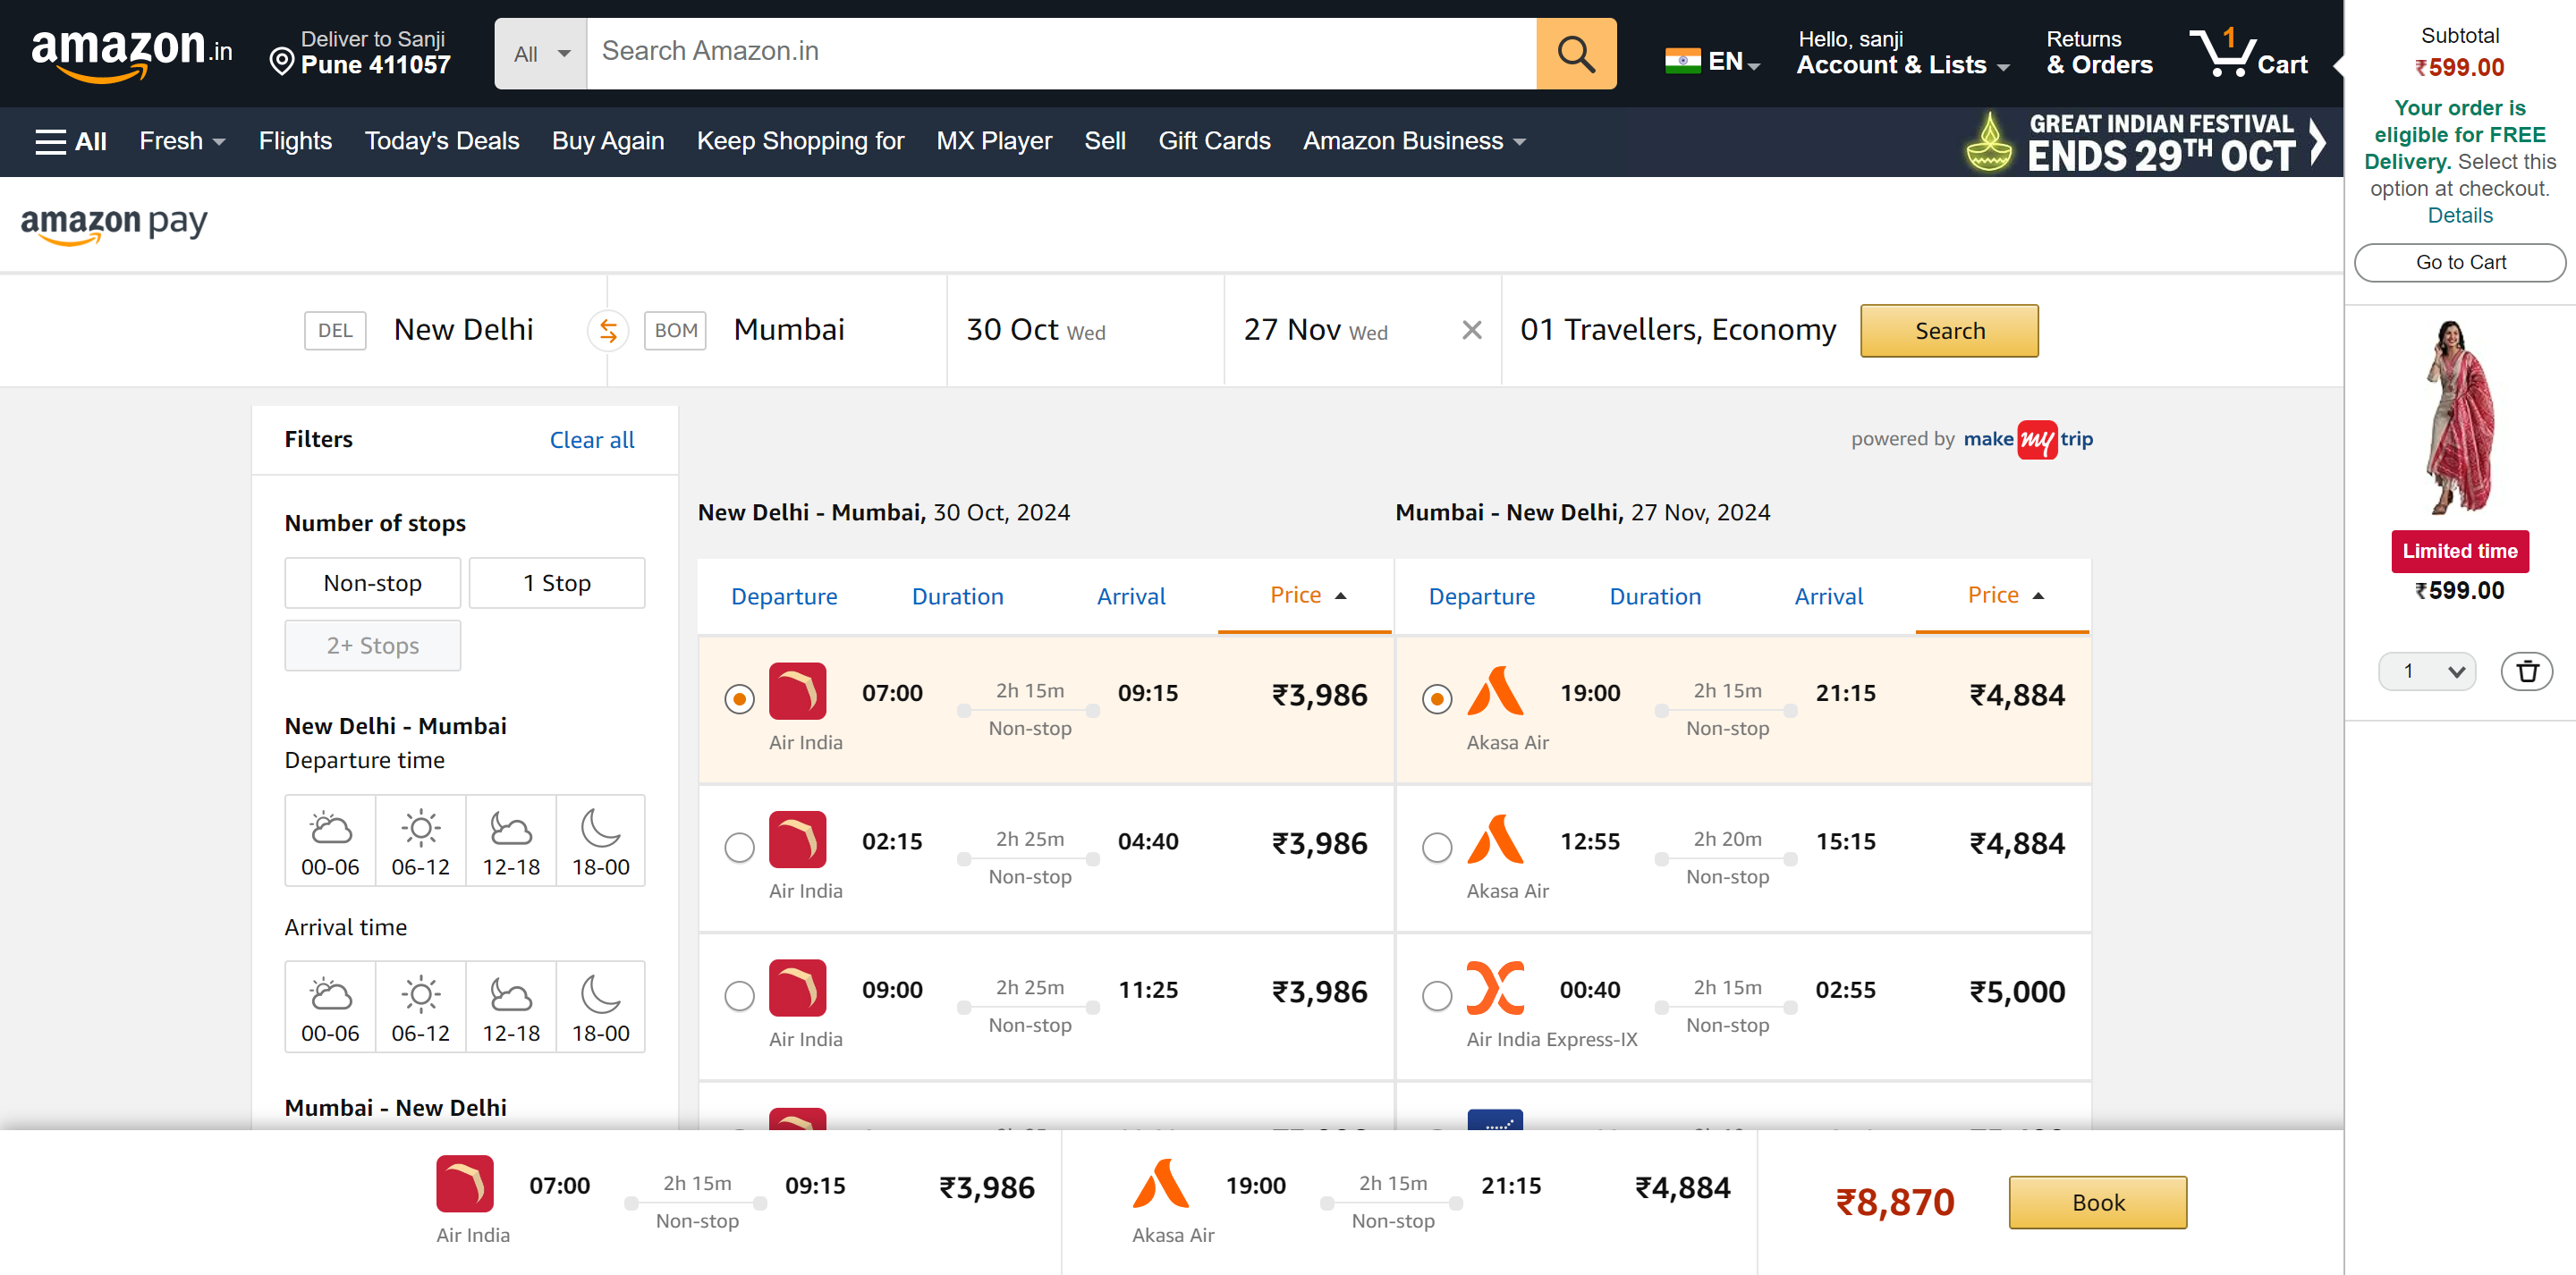 amazon.in
Deliver to Sanji
Pune 411057
All
Search Amazon.in
EN
Hello, sanji
Account & Lists
Returns
& Orders
1
Cart
All
Fresh
Flights
Today's Deals
Buy Again
Keep Shopping for
MX Player
Sell
Gift Cards
Amazon Business
GREAT INDIAN FESTIVAL
ENDS 29TH OCT
Subtotal
₹599.00
Your order is
eligible for FREE
Delivery. Select this
option at checkout.
Details
Go to Cart
Limited time
₹599.00
1
amazon pay
DEL New Delhi
BOM Mumbai
30 Oct Wed
27 Nov Wed
01 Travellers, Economy
Search
Filters
Clear all
Number of stops
Non-stop
1 Stop
2+ Stops
New Delhi - Mumbai
Departure time
00-06
06-12
12-18
18-00
Arrival time
00-06
06-12
12-18
18-00
Mumbai - New Delhi
powered by make my trip
New Delhi - Mumbai, 30 Oct, 2024
Departure Duration Arrival Price
07:00 2h 15m 09:15 ₹3,986
Non-stop
Air India
02:15 2h 25m 04:40 ₹3,986
Non-stop
Air India
09:00 2h 25m 11:25 ₹3,986
Non-stop
Air India
Mumbai - New Delhi, 27 Nov, 2024
Departure Duration Arrival Price
19:00 2h 15m 21:15 ₹4,884
Non-stop
Akasa Air
12:55 2h 20m 15:15 ₹4,884
Non-stop
Akasa Air
00:40 2h 15m 02:55 ₹5,000
Non-stop
Air India Express-IX
07:00 2h 15m 09:15 ₹3,986
Non-stop
Air India
19:00 2h 15m 21:15 ₹4,884
Non-stop
Akasa Air
₹8,870
Book